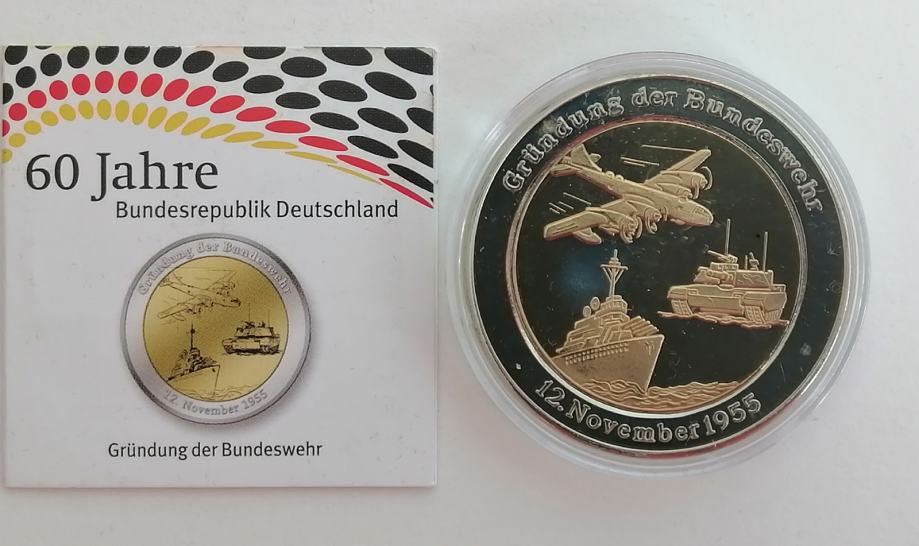 60 Jahre
Bundesrepublik Deutschland
Gründung der Bundeswehr
12. November 1955
Gründung der Bundeswehr
Gründung der Bundeswehr
12. November 1955